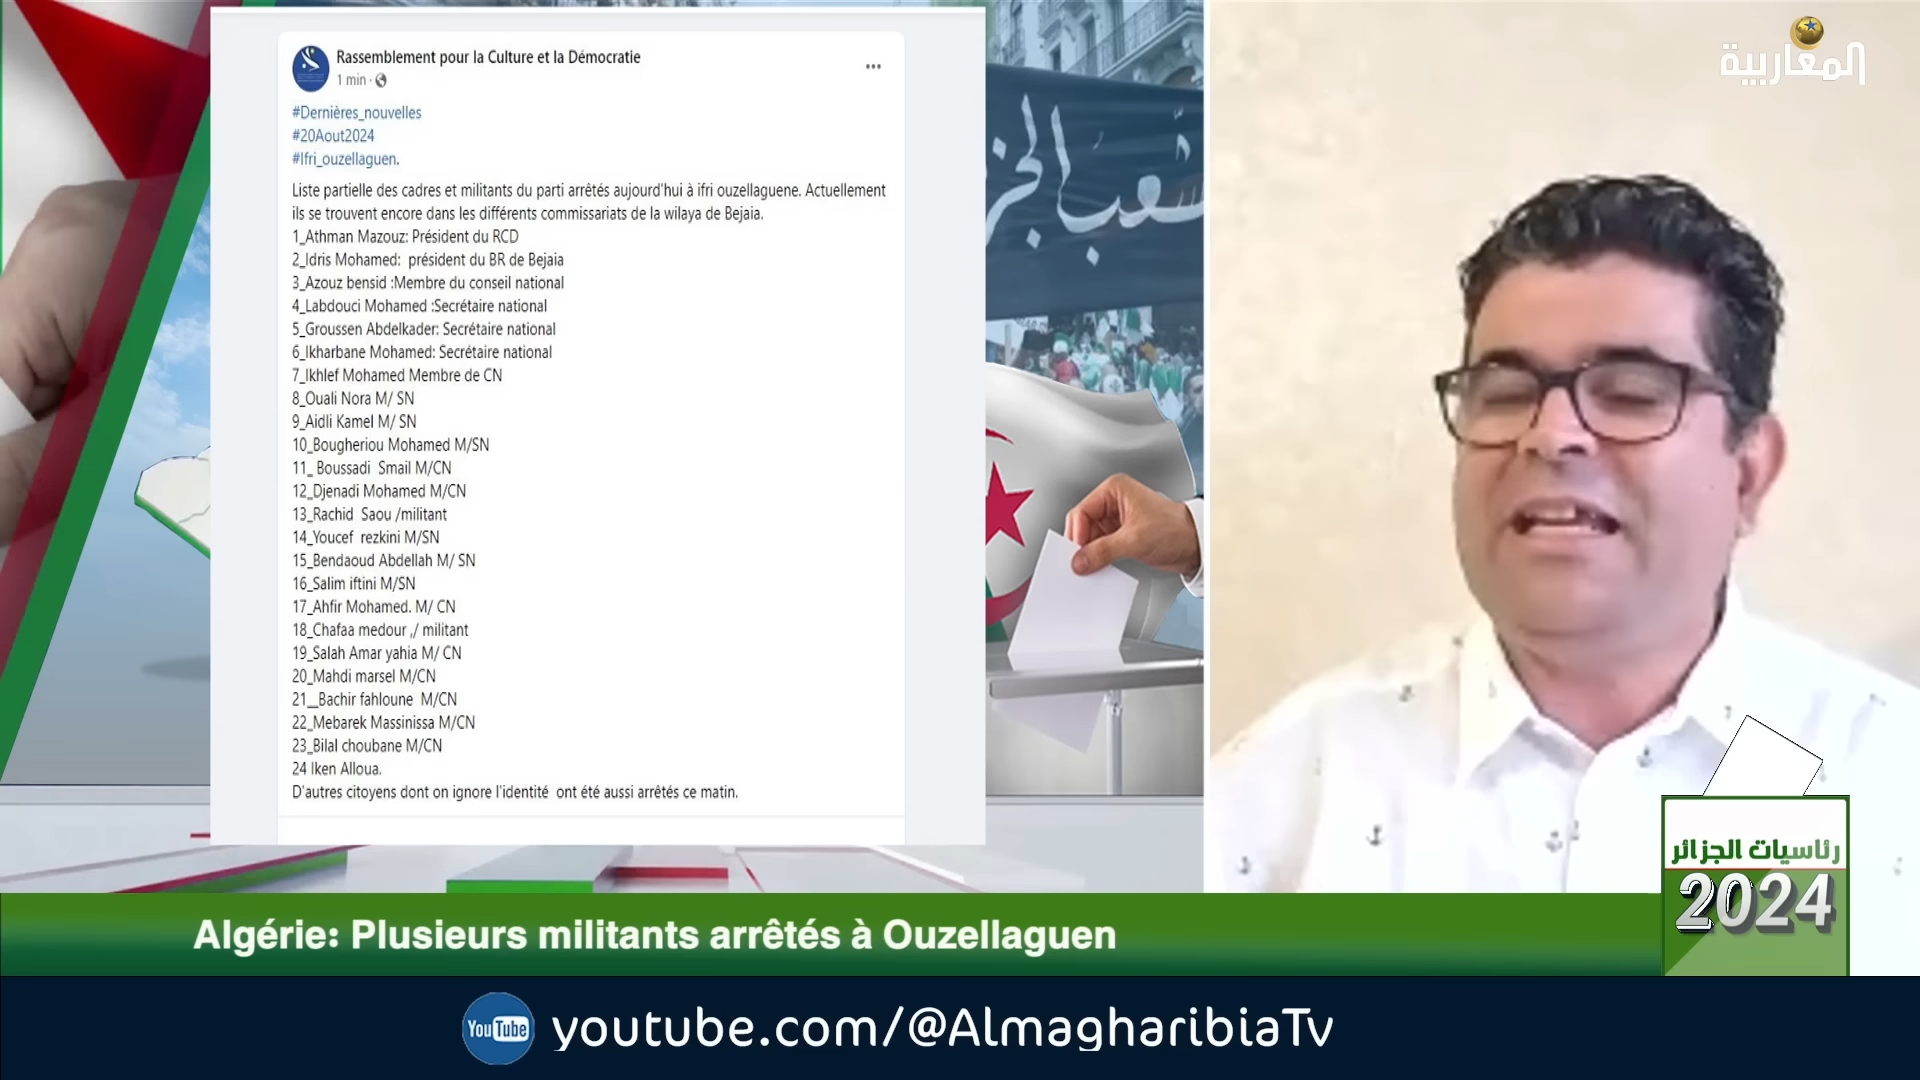 Rassemblement pour la Culture et la Démocratie
1 min ·
#Dernières_nouvelles
#20Aout2024
#Ifri_ouzellaguen.
Liste partielle des cadres et militants du parti arrêtés aujourd'hui à ifri ouzellaguene. Actuellement
ils se trouvent encore dans les différents commissariats de la wilaya de Bejaia.
1_Athman Mazouz: Président du RCD
2_Idris Mohamed:  président du BR de Bejaia
3_Azouz bensid :Membre du conseil national
4_Labdouci Mohamed :Secrétaire national
5_Groussen Abdelkader: Secrétaire national
6_Ikharbane Mohamed: Secrétaire national
7_Ikhlef Mohamed Membre de CN
8_Ouali Nora M/ SN
9_Aidli Kamel M/ SN
10_Bougheriou Mohamed M/SN
11_ Boussadi  Smail M/CN
12_Djenadi Mohamed M/CN
13_Rachid  Saou /militant
14_Youcef  rezkini M/SN
15_Bendaoud Abdellah M/ SN
16_Salim iftini M/SN
17_Ahfir Mohamed. M/ CN
18_Chafaa medour ,/ militant
19_Salah Amar yahia M/ CN
20_Mahdi marsel M/CN
21__Bachir fahloune  M/CN
22_Mebarek Massinissa M/CN
23_Bilal choubane M/CN
24 Iken Alloua.
D'autres citoyens dont on ignore l'identité  ont été aussi arrêtés ce matin.
المغاربية
رئاسيات الجزائر
2024
Algérie: Plusieurs militants arrêtés à Ouzellaguen
YouTube youtube.com/@AlmagharibiaTv